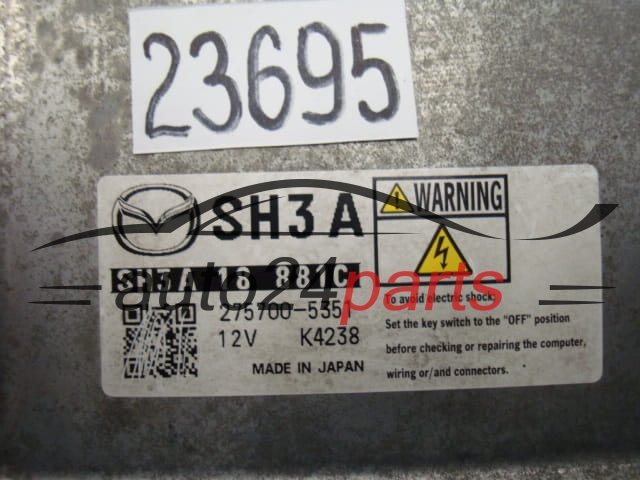 23695
SH3A
WARNING
SH3A 18 881C
275700-5351
12V K4238
MADE IN JAPAN
To avoid electric shock:
Set the key switch to the "OFF" position
before checking or repairing the computer,
wiring or/and connectors.
auto24parts